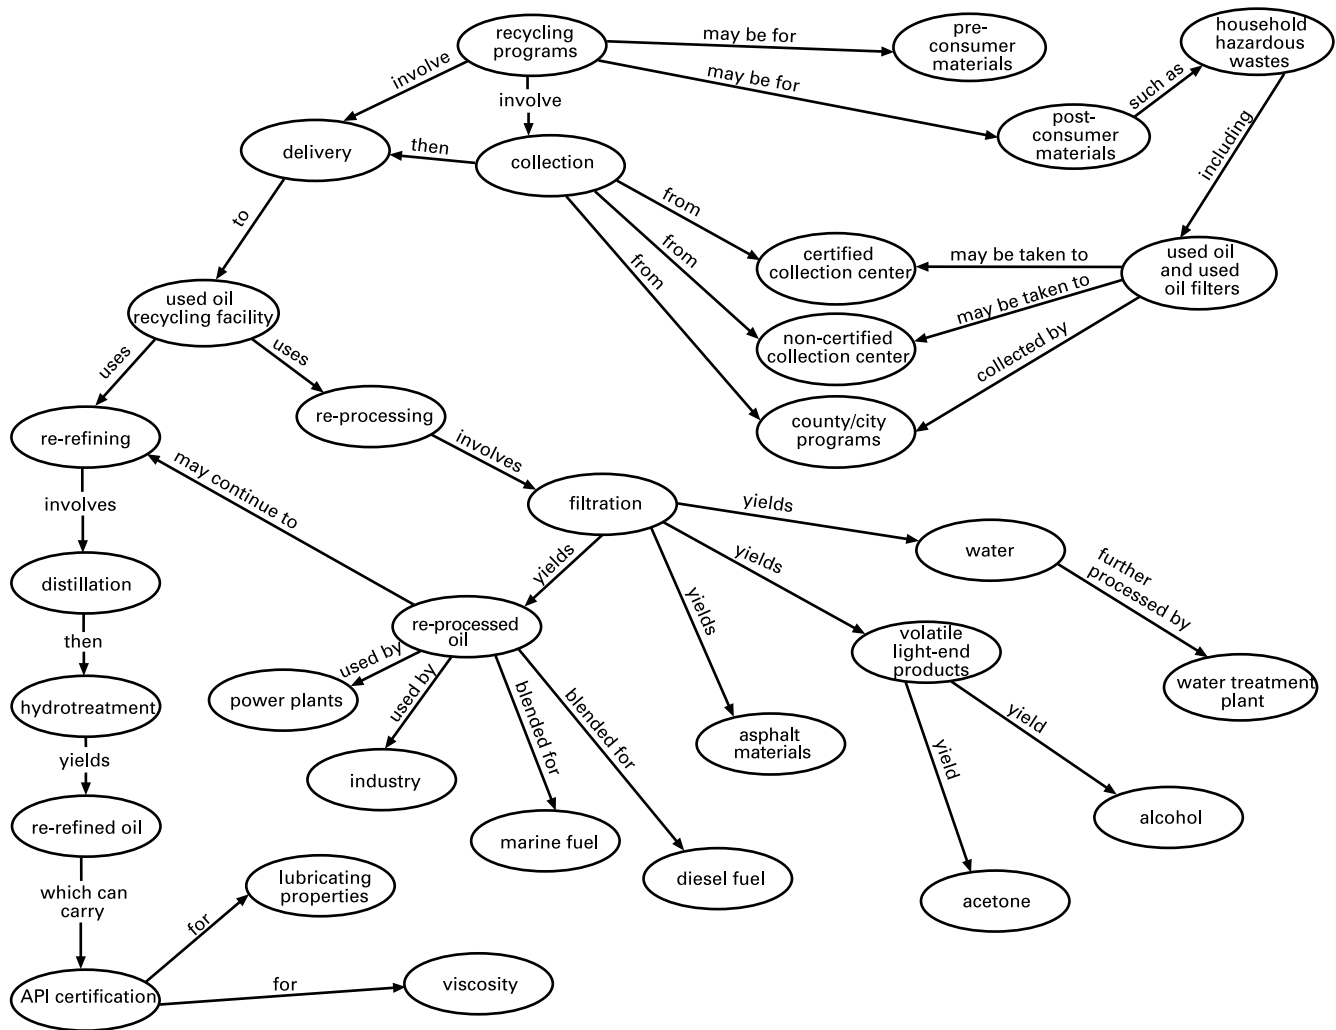 recycling
programs
may be for
pre-
consumer
materials
household
hazardous
wastes
involve
involve
may be for
such as
post-
consumer
materials
including
delivery
then
collection
to
from
from
from
certified
collection center
may be taken to
used oil
and used
oil filters
may be taken to
used oil
recycling facility
non-certified
collection center
collected by
uses
uses
re-processing
county/city
programs
re-refining
may continue to
involves
involves
filtration
yields
water
further
processed by
yields
yields
yields
distillation
then
re-processed
oil
volatile
light-end
products
water treatment
plant
used by
used by
blended for
blended for
power plants
hydrotreatment
asphalt
materials
yield
yield
yields
industry
re-refined oil
marine fuel
diesel fuel
alcohol
acetone
which can
carry
lubricating
properties
for
API certification
for
viscosity